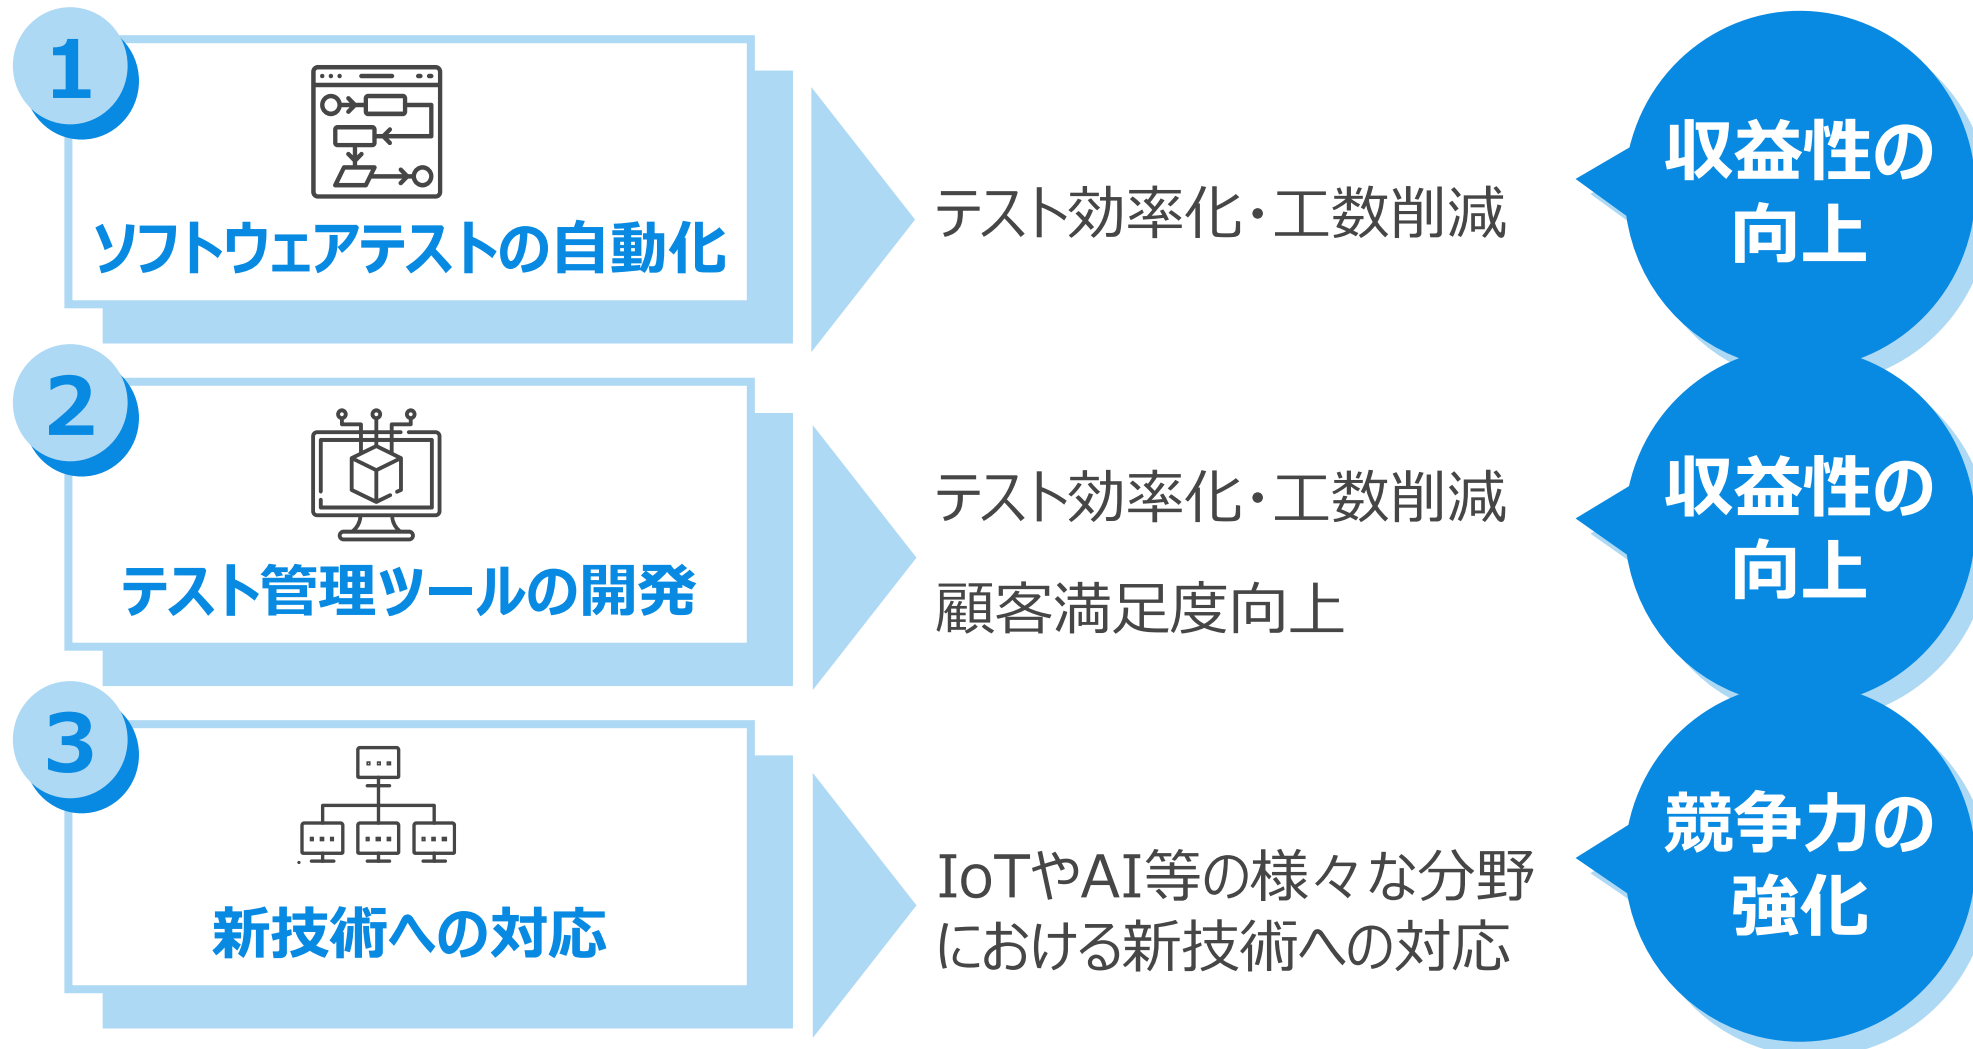 1
ソフトウェアテストの自動化
テスト効率化・工数削減
収益性の
向上
2
テスト管理ツールの開発
テスト効率化・工数削減
顧客満足度向上
収益性の
向上
3
新技術への対応
IoTやAI等の様々な分野
における新技術への対応
競争力の
強化